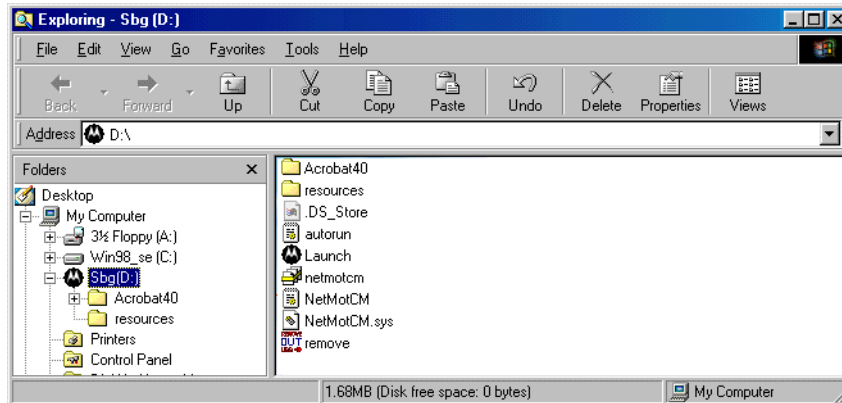 Exploring - Sbg (D:)
File Edit View Go Favorites Tools Help
Back Forward Up Cut Copy Paste Undo Delete Properties Views
Address D:\
Folders
Desktop
My Computer
3½ Floppy (A:)
Win98_se (C:)
Sbg(D:)
Acrobat40
resources
Printers
Control Panel
Acrobat40
resources
.DS_Store
autorun
Launch
netmotcm
NetMotCM
NetMotCM.sys
remove
1.68MB (Disk free space: 0 bytes)
My Computer